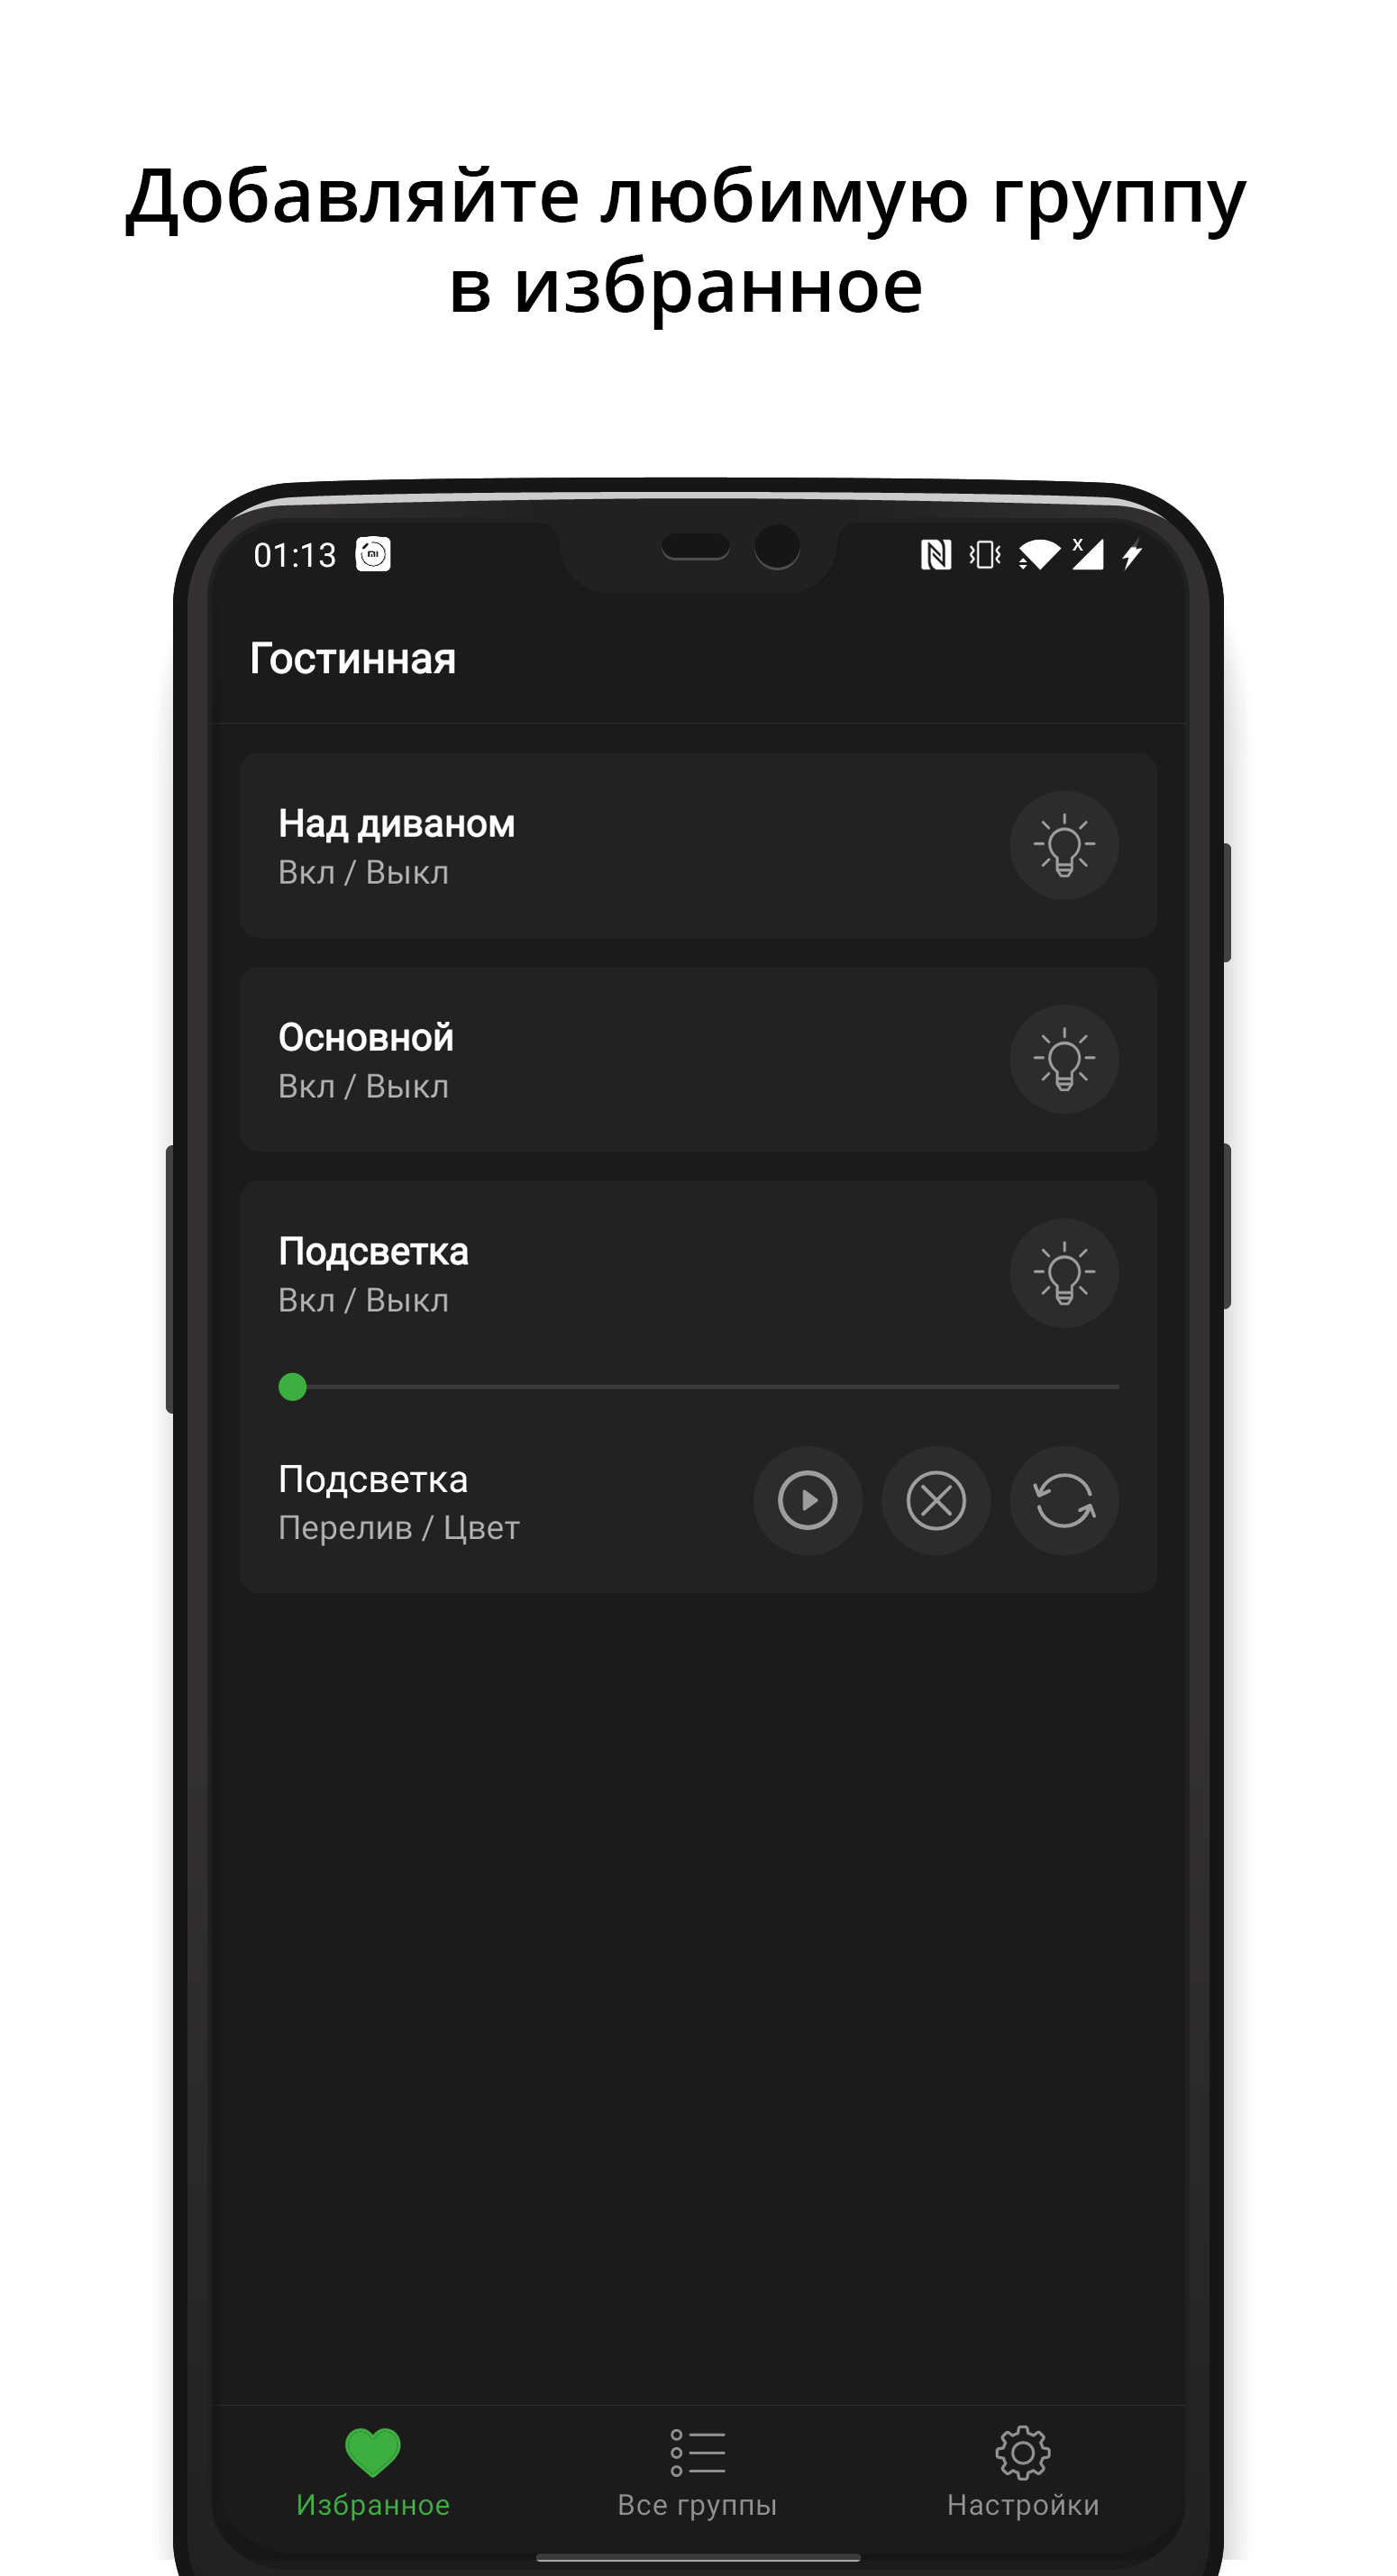 Добавляйте любимую группу
в избранное
01:13
Гостинная
Над диваном
Вкл / Выкл
Основной
Вкл / Выкл
Подсветка
Вкл / Выкл
Подсветка
Перелив / Цвет
Избранное
Все группы
Настройки